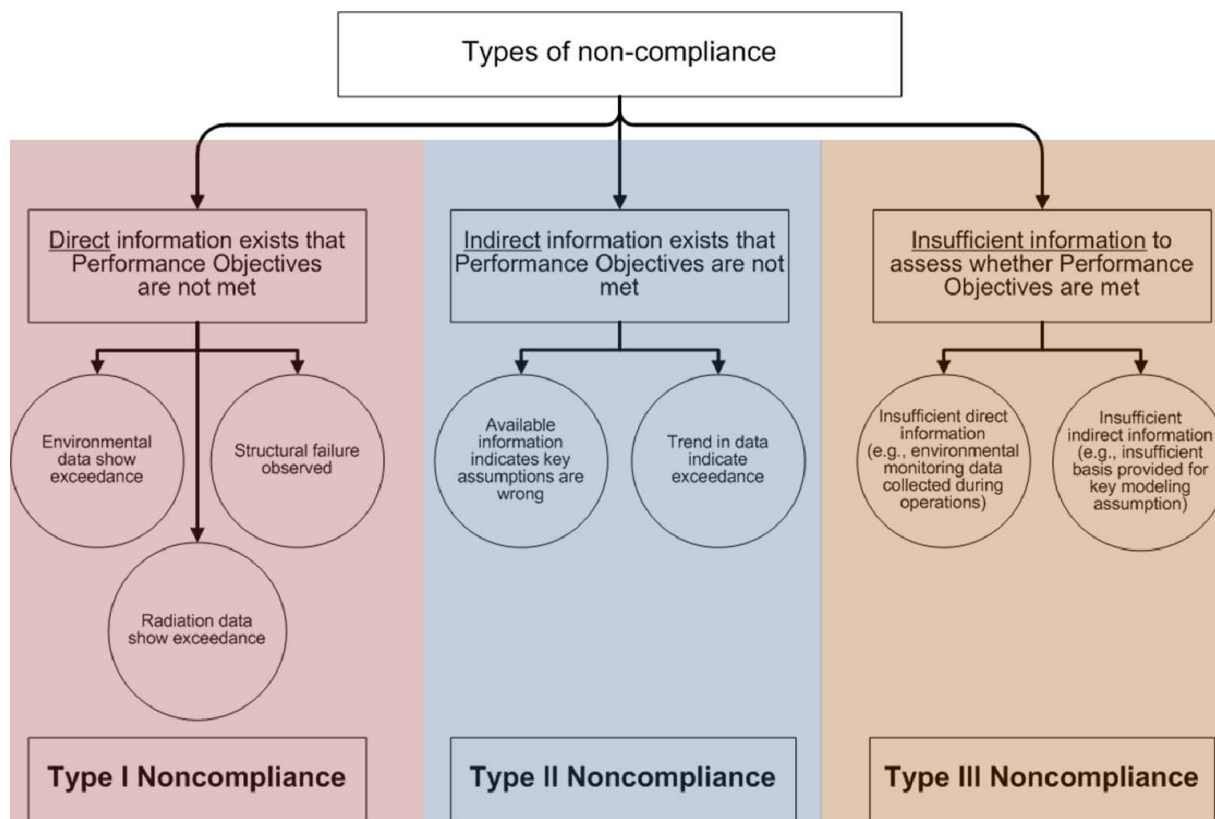 Types of non-compliance
Direct information exists that
Performance Objectives
are not met
Indirect information exists that
Performance Objectives are not
met
Insufficient information to
assess whether Performance
Objectives are met
Environmental
data show
exceedance
Structural failure
observed
Radiation data
show exceedance
Available
information
indicates key
assumptions are
wrong
Trend in data
indicate
exceedance
Insufficient direct
information
(e.g., environmental
monitoring data
collected during
operations)
Insufficient
indirect information
(e.g., insufficient
basis provided for
key modeling
assumption)
Type I Noncompliance
Type II Noncompliance
Type III Noncompliance